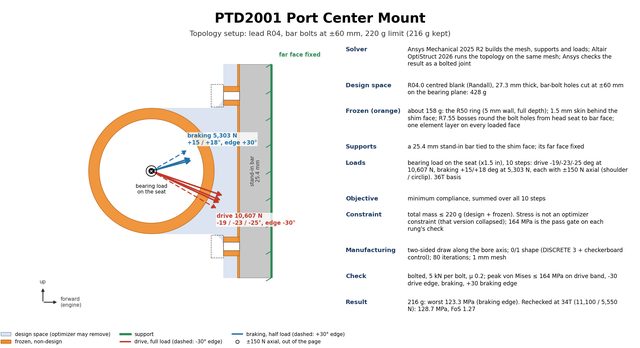 PTD2001 Port Center Mount
Topology setup: lead R04, bar bolts at ±60 mm, 220 g limit (216 g kept)
far face fixed
braking 5,303 N
+15 / +18°, edge +30°
bearing load
on the seat
stand-in bar
25.4 mm
drive 10,607 N
-19 / -23 / -25°, edge -30°
up
forward
(engine)
Solver
Ansys Mechanical 2025 R2 builds the mesh, supports and loads; Altair
OptiStruct 2026 runs the topology on the same mesh; Ansys checks the
result as a bolted joint
Design space
R04.0 centred blank (Randall), 27.3 mm thick, bar-bolt holes cut at ±60 mm
on the bearing plane: 428 g
Frozen (orange)
about 158 g: the R50 ring (5 mm wall, full depth); 1.5 mm skin behind the
shim face; R7.55 bosses round the bolt holes from head seat to bar face;
one element layer on every loaded face
Supports
a 25.4 mm stand-in bar tied to the shim face; its far face fixed
Loads
bearing load on the seat (x1.5 in), 10 steps: drive -19/-23/-25 deg at
10,607 N, braking +15/+18 deg at 5,303 N, each with ±150 N axial (shoulder
/ circlip). 36T basis
Objective
minimum compliance, summed over all 10 steps
Constraint
total mass ≤ 220 g (design + frozen). Stress is not an optimizer
constraint (that version collapsed); 164 MPa is the pass gate on each
rung's check
Manufacturing
two-sided draw along the bore axis; 0/1 shape (DISCRETE 3 + checkerboard
control); 80 iterations; 1 mm mesh
Check
bolted, 5 kN per bolt, μ 0.2; peak von Mises ≤ 164 MPa on drive band, -30
drive edge, braking, +30 braking edge
Result
216 g; worst 123.3 MPa (braking edge). Rechecked at 34T (11,100 / 5,550
N): 128.7 MPa, FoS 1.27
design space (optimizer may remove)
frozen, non-design
support
drive, full load (dashed: -30° edge)
braking, half load (dashed: +30° edge)
±150 N axial, out of the page